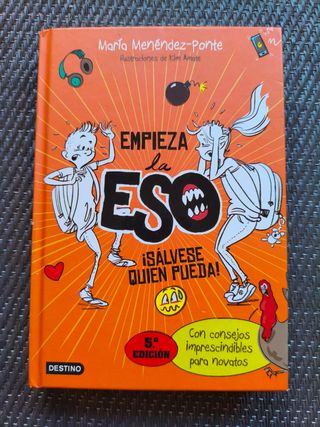 María Menéndez-Ponte
Ilustraciones de Kim Amate
EMPIEZA
la
ESO
¡SÁLVESE
QUIEN PUEDA!
5.ª
EDICIÓN
Con consejos
imprescindibles
para novatos
DESTINO